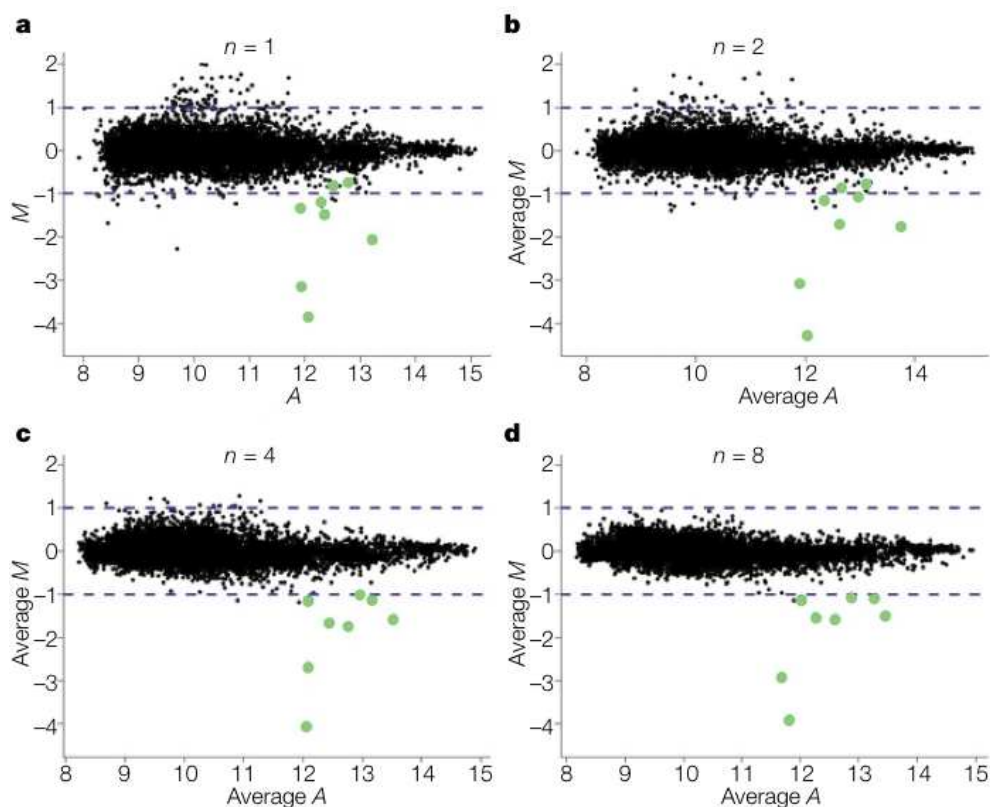 a
n = 1
2
1
0
–1
–2
–3
–4
M
8 9 10 11 12 13 14 15
A
b
n = 2
2
1
0
–1
–2
–3
–4
Average M
8 10 12 14
Average A
c
n = 4
2
1
0
–1
–2
–3
–4
Average M
8 9 10 11 12 13 14 15
Average A
d
n = 8
2
1
0
–1
–2
–3
–4
Average M
8 9 10 11 12 13 14 15
Average A